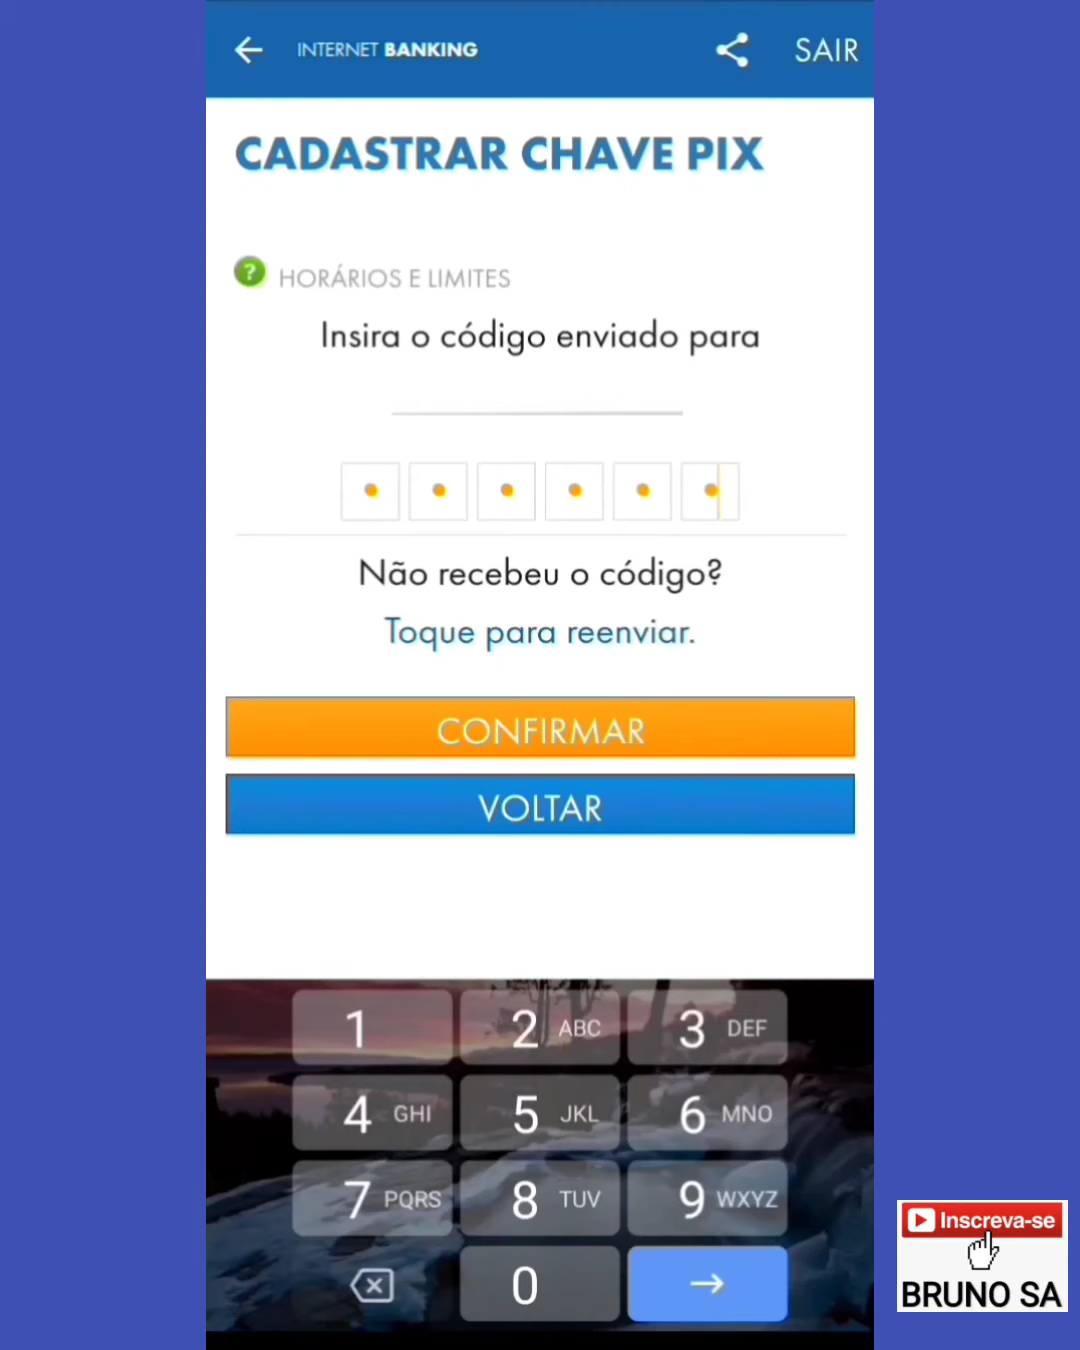 INTERNET BANKING
SAIR
CADASTRAR CHAVE PIX
? HORÁRIOS E LIMITES
Insira o código enviado para
Não recebeu o código?
Toque para reenviar.
CONFIRMAR
VOLTAR
1 2 ABC 3 DEF
4 GHI 5 JKL 6 MNO
7 PQRS 8 TUV 9 WXYZ
0
Inscreva-se
BRUNO SA